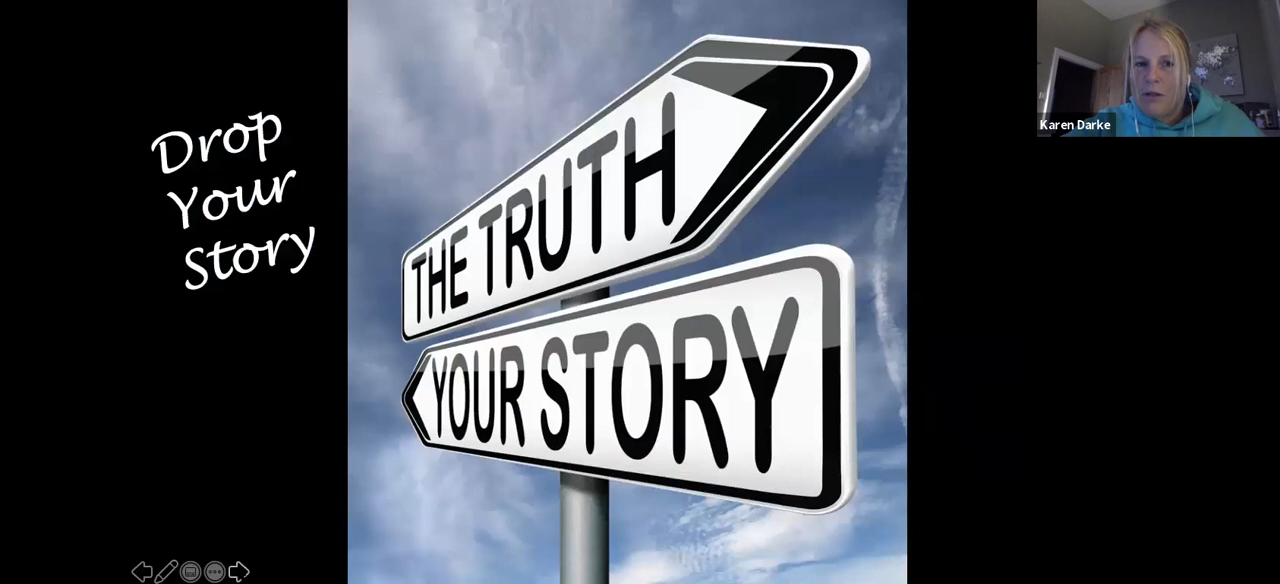 Drop
Your
Story
THE TRUTH
YOUR STORY
Karen Darke